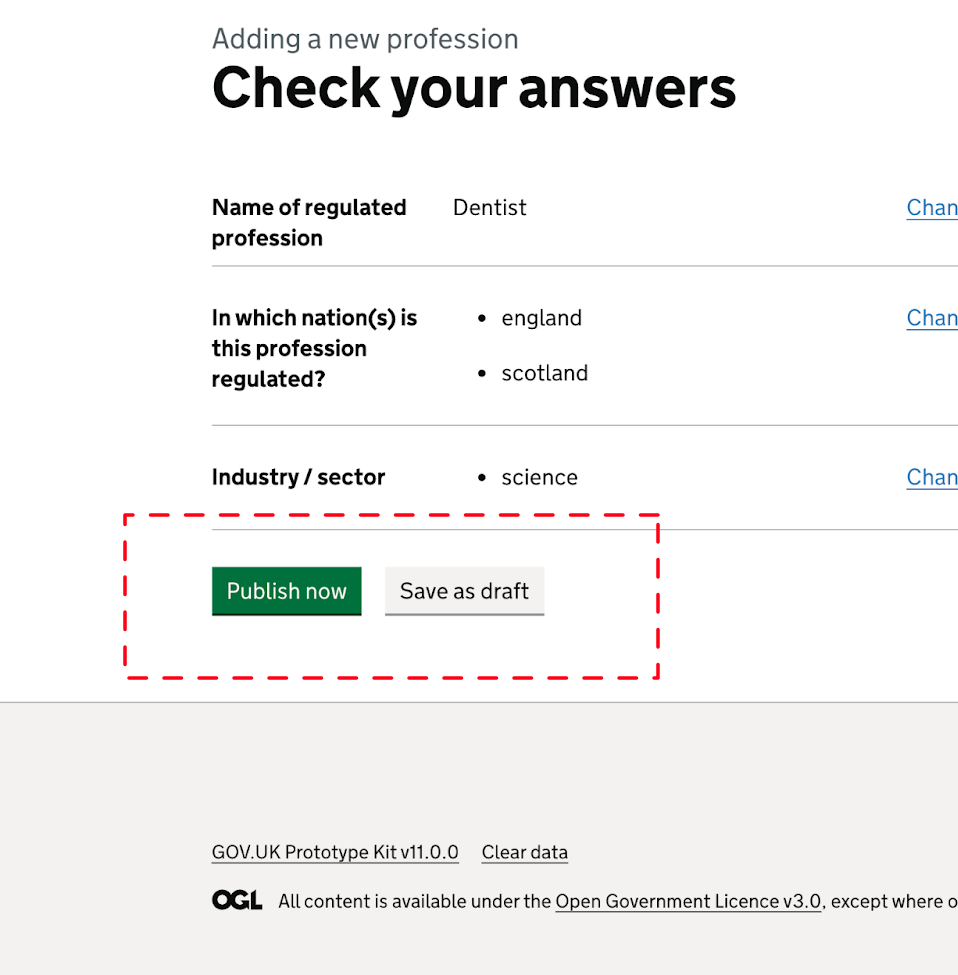 Adding a new profession
Check your answers
Name of regulated profession
Dentist
Chan
In which nation(s) is this profession regulated?
england
scotland
Chan
Industry / sector
science
Chan
Publish now
Save as draft
GOV.UK Prototype Kit v11.0.0
Clear data
OGL All content is available under the Open Government Licence v3.0, except where o